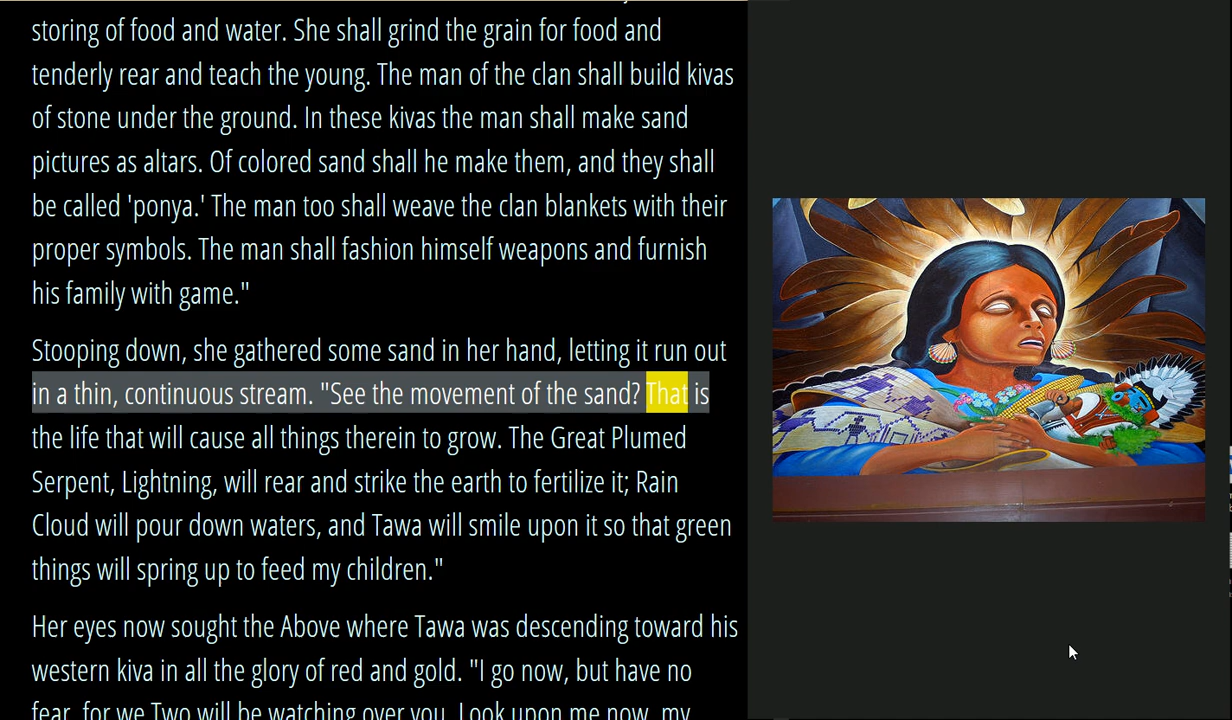 storing of food and water. She shall grind the grain for food and
tenderly rear and teach the young. The man of the clan shall build kivas
of stone under the ground. In these kivas the man shall make sand
pictures as altars. Of colored sand shall he make them, and they shall
be called 'ponya.' The man too shall weave the clan blankets with their
proper symbols. The man shall fashion himself weapons and furnish
his family with game."
Stooping down, she gathered some sand in her hand, letting it run out
in a thin, continuous stream. "See the movement of the sand? That is
the life that will cause all things therein to grow. The Great Plumed
Serpent, Lightning, will rear and strike the earth to fertilize it; Rain
Cloud will pour down waters, and Tawa will smile upon it so that green
things will spring up to feed my children."
Her eyes now sought the Above where Tawa was descending toward his
western kiva in all the glory of red and gold. "I go now, but have no
fear, for we Two will be watching over you. Look upon me now, my